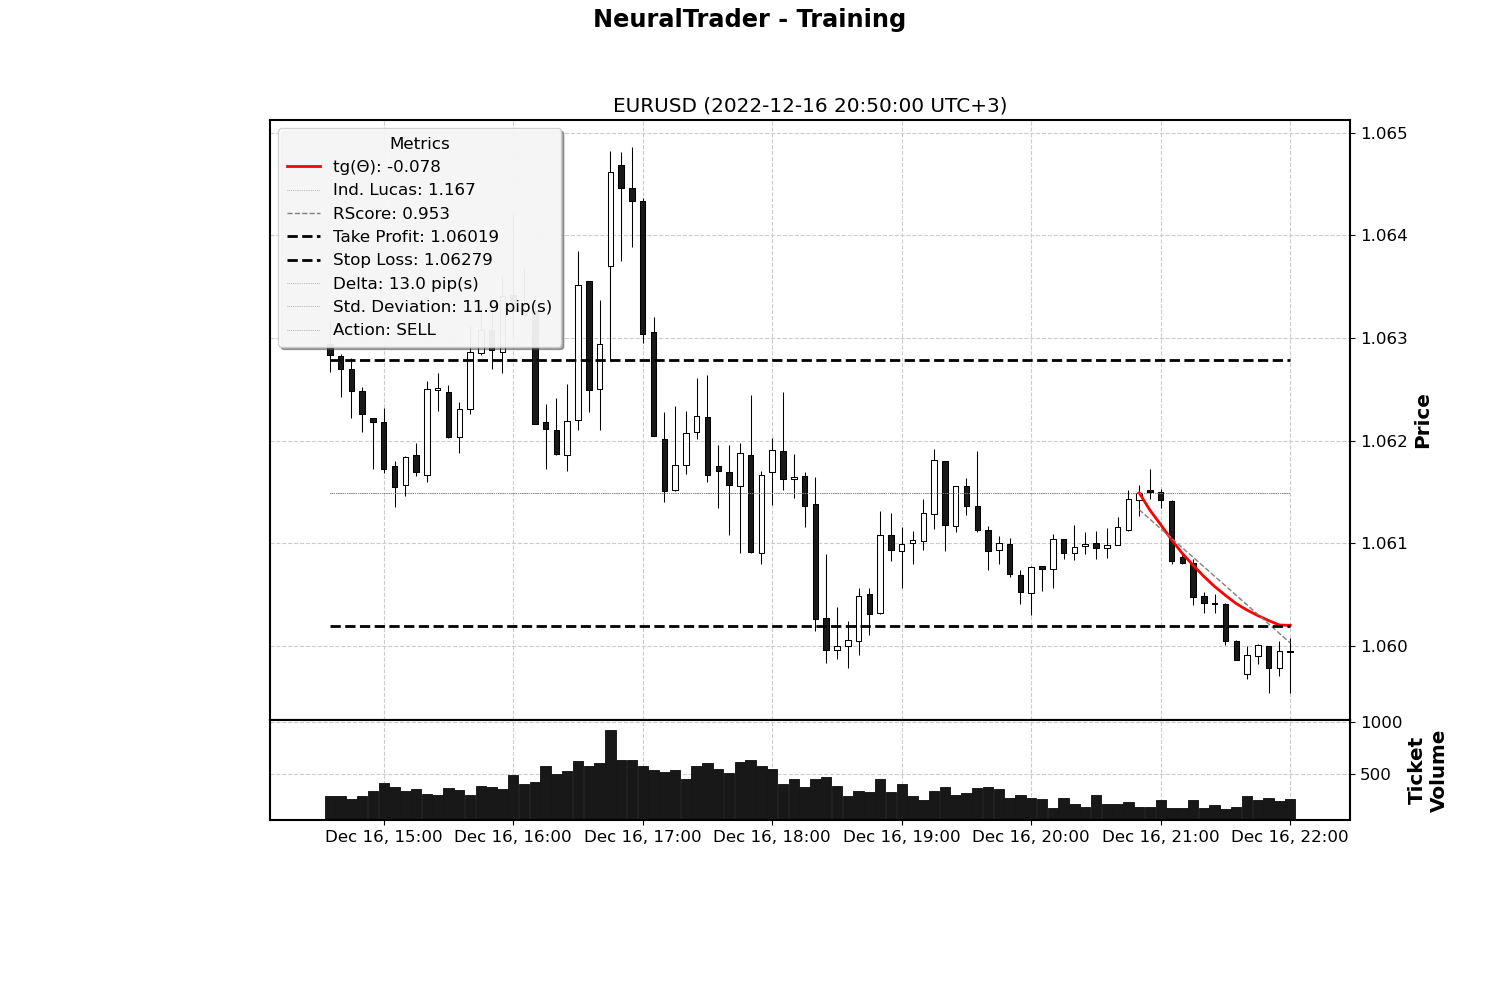 NeuralTrader - Training
EURUSD (2022-12-16 20:50:00 UTC+3)
Metrics
tg(Θ): -0.078
Ind. Lucas: 1.167
RScore: 0.953
Take Profit: 1.06019
Stop Loss: 1.06279
Delta: 13.0 pip(s)
Std. Deviation: 11.9 pip(s)
Action: SELL
1.065
1.064
1.063
1.062
1.061
1.060
Price
1000
500
Ticket
Volume
Dec 16, 15:00
Dec 16, 16:00
Dec 16, 17:00
Dec 16, 18:00
Dec 16, 19:00
Dec 16, 20:00
Dec 16, 21:00
Dec 16, 22:00